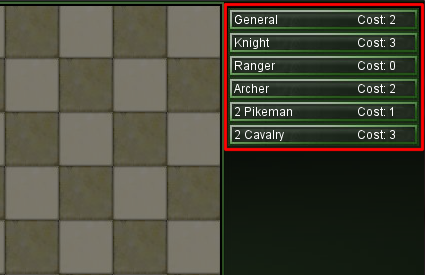 General Cost: 2
Knight Cost: 3
Ranger Cost: 0
Archer Cost: 2
2 Pikeman Cost: 1
2 Cavalry Cost: 3